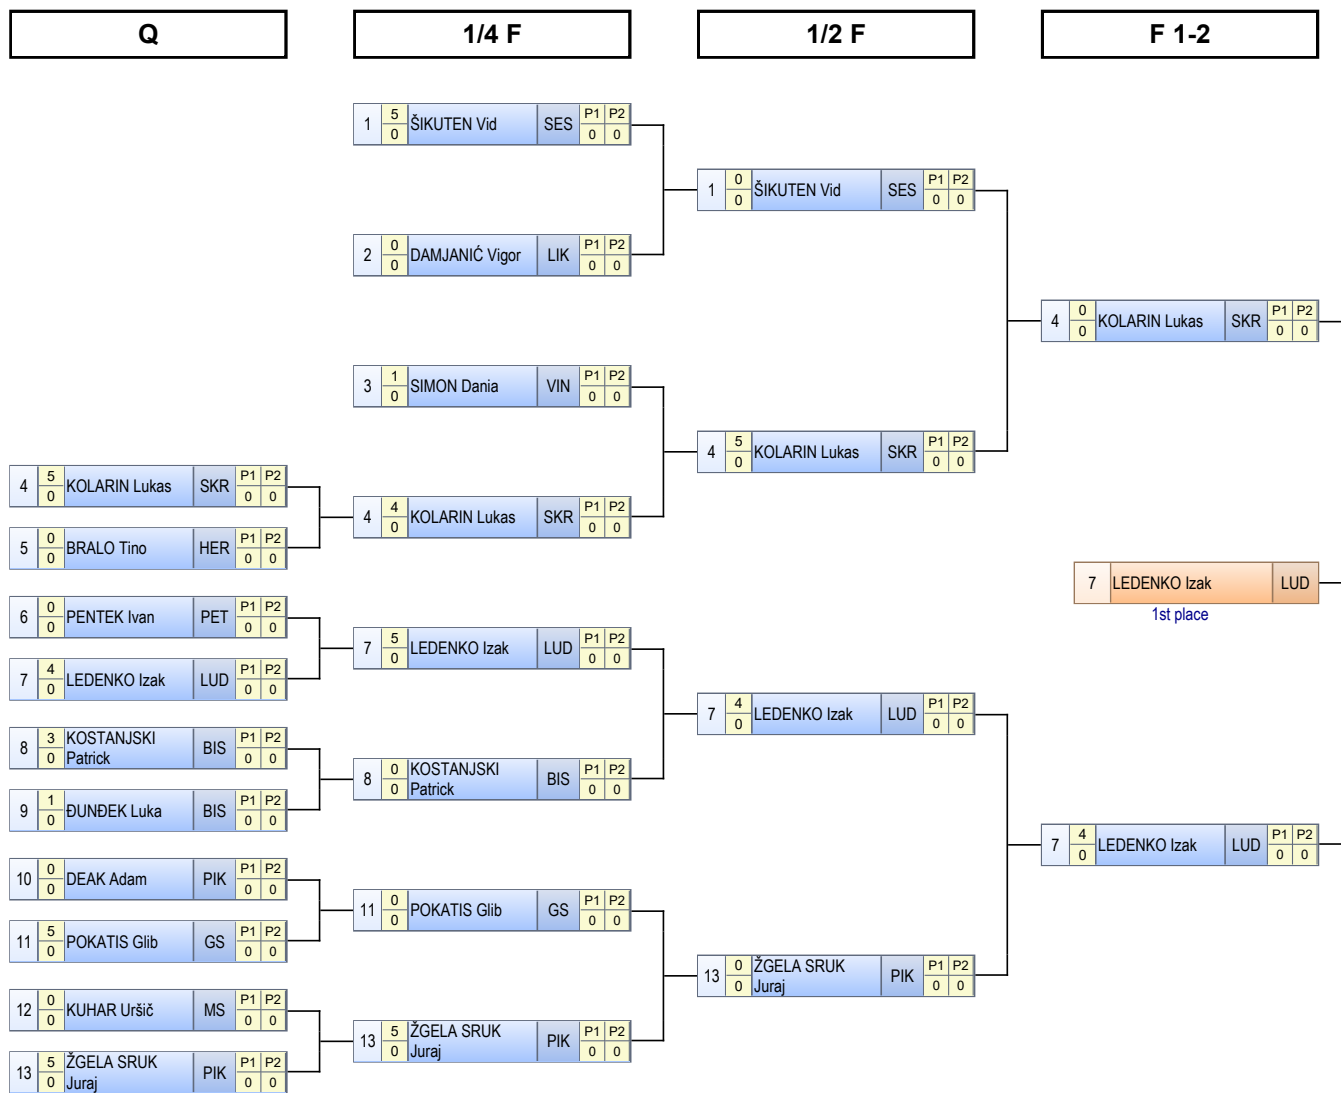 Q
1/4 F
1/2 F
F 1-2
1 5 0 ŠIKUTEN Vid SES P1 P2 0 0
2 0 0 DAMJANIĆ Vigor LIK P1 P2 0 0
3 1 0 SIMON Dania VIN P1 P2 0 0
4 4 0 KOLARIN Lukas SKR P1 P2 0 0
7 5 0 LEDENKO Izak LUD P1 P2 0 0
8 0 0 KOSTANJSKI
Patrick BIS P1 P2 0 0
11 0 0 POKATIS Glib GS P1 P2 0 0
13 5 0 ŽGELA SRUK
Juraj PIK P1 P2 0 0
4 5 0 KOLARIN Lukas SKR P1 P2 0 0
5 0 0 BRALO Tino HER P1 P2 0 0
6 0 0 PENTEK Ivan PET P1 P2 0 0
7 4 0 LEDENKO Izak LUD P1 P2 0 0
8 3 0 KOSTANJSKI
Patrick BIS P1 P2 0 0
9 1 0 ĐUNĐEK Luka BIS P1 P2 0 0
10 0 0 DEAK Adam PIK P1 P2 0 0
11 5 0 POKATIS Glib GS P1 P2 0 0
12 0 0 KUHAR Uršič MS P1 P2 0 0
13 5 0 ŽGELA SRUK
Juraj PIK P1 P2 0 0
1 0 0 ŠIKUTEN Vid SES P1 P2 0 0
4 5 0 KOLARIN Lukas SKR P1 P2 0 0
7 4 0 LEDENKO Izak LUD P1 P2 0 0
13 0 0 ŽGELA SRUK
Juraj PIK P1 P2 0 0
4 0 0 KOLARIN Lukas SKR P1 P2 0 0
7 LEDENKO Izak LUD
1st place
7 4 0 LEDENKO Izak LUD P1 P2 0 0